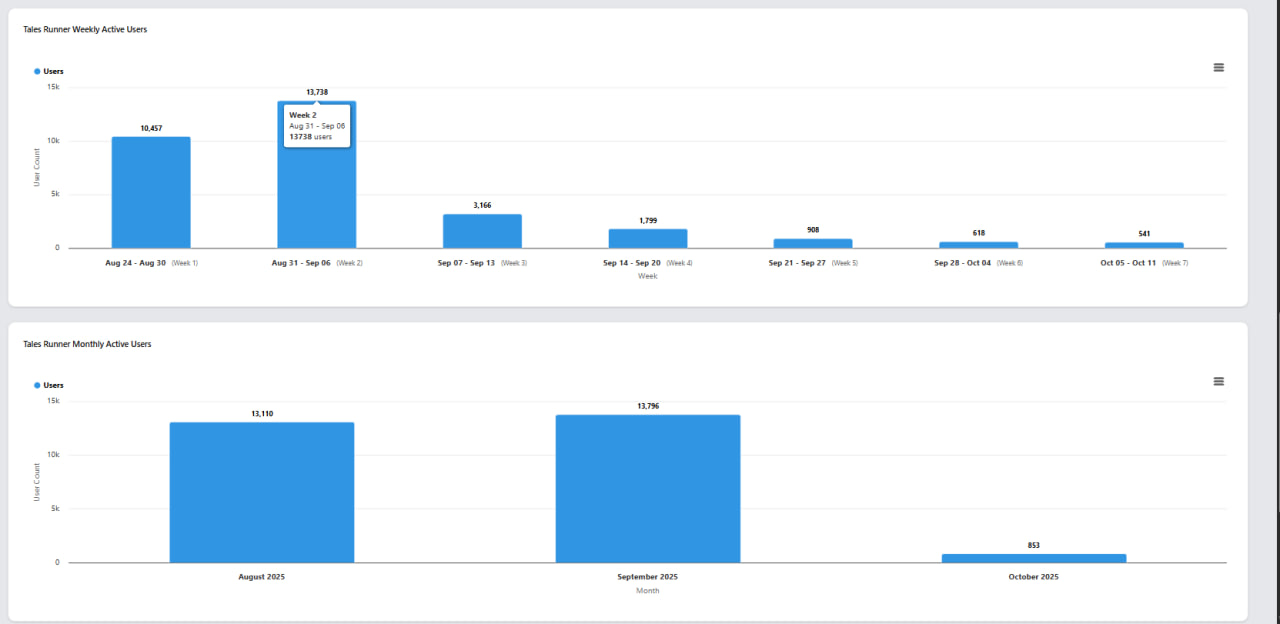 Tales Runner Weekly Active Users
Users
15k
13,738
10,457
Week 2
Aug 31 - Sep 06
13738 users
10k
User Count
5k
3,166
1,799
908
618
541
0
Aug 24 - Aug 30 (Week 1)
Aug 31 - Sep 06 (Week 2)
Sep 07 - Sep 13 (Week 3)
Sep 14 - Sep 20 (Week 4)
Sep 21 - Sep 27 (Week 5)
Sep 28 - Oct 04 (Week 6)
Oct 05 - Oct 11 (Week 7)
Week
Tales Runner Monthly Active Users
Users
15k
13,110
13,796
10k
User Count
5k
853
0
August 2025
September 2025
October 2025
Month